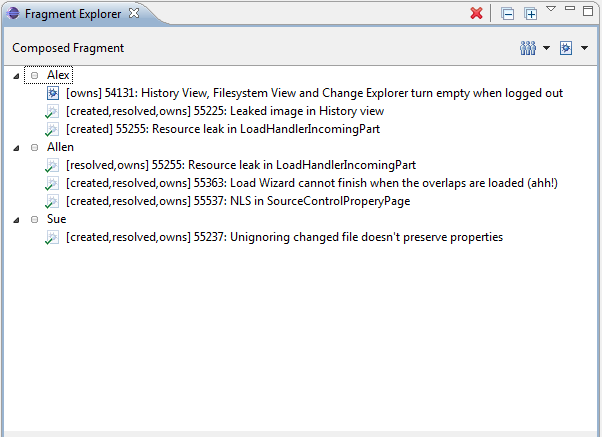 Fragment Explorer
Composed Fragment
Alex
[owns] 54131: History View, Filesystem View and Change Explorer turn empty when logged out
[created,resolved,owns] 55225: Leaked image in History view
[created] 55255: Resource leak in LoadHandlerIncomingPart
Allen
[resolved,owns] 55255: Resource leak in LoadHandlerIncomingPart
[created,resolved,owns] 55363: Load Wizard cannot finish when the overlaps are loaded (ahh!)
[created,resolved,owns] 55537: NLS in SourceControlProperyPage
Sue
[created,resolved,owns] 55237: Unignoring changed file doesn't preserve properties